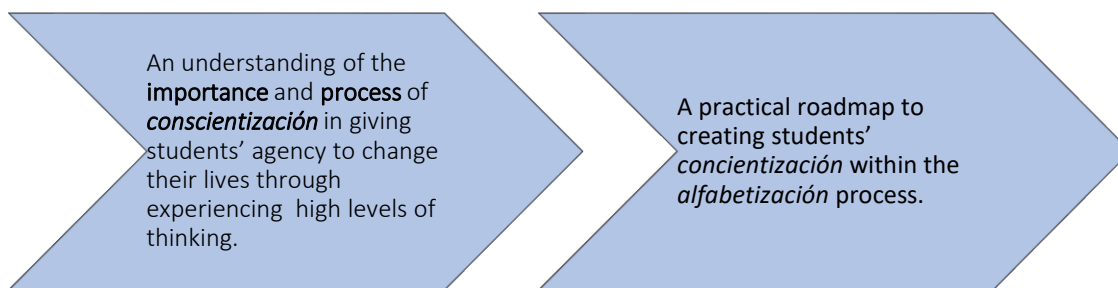 An understanding of the
importance and process of
conscientización in giving
students’ agency to change
their lives through
experiencing  high levels of
thinking.
A practical roadmap to
creating students’
concientización within the
alfabetización process.